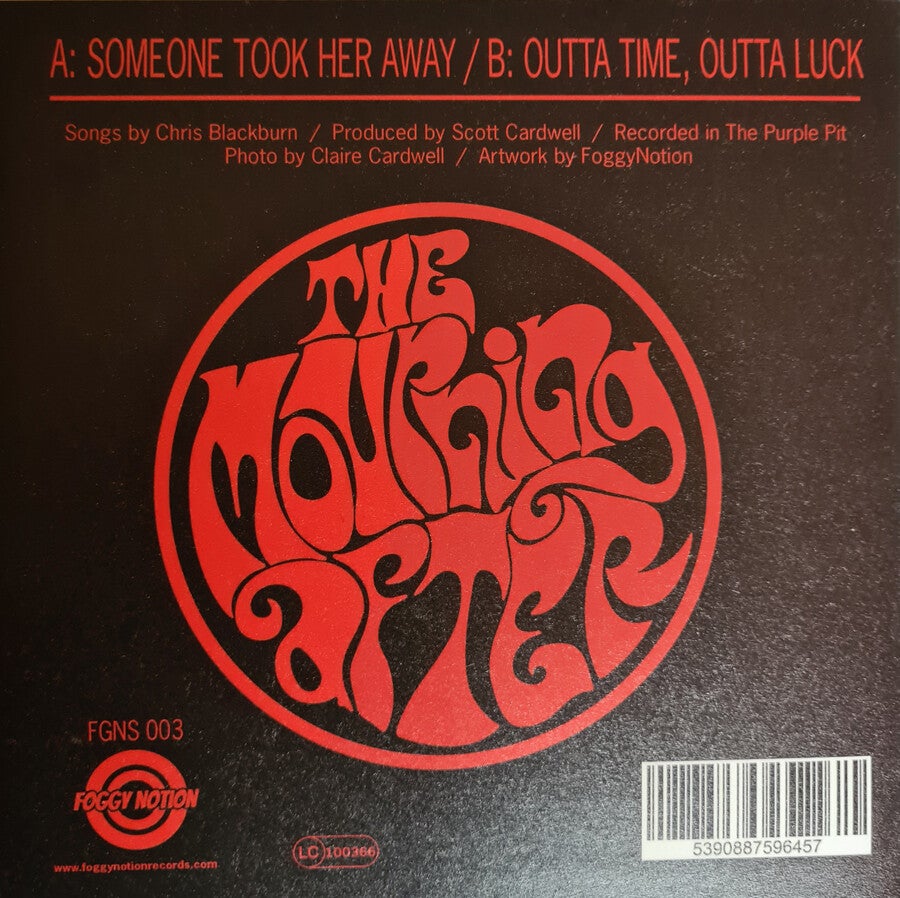 A: SOMEONE TOOK HER AWAY / B: OUTTA TIME, OUTTA LUCK
Songs by Chris Blackburn / Produced by Scott Cardwell / Recorded in The Purple Pit
Photo by Claire Cardwell / Artwork by FoggyNotion
THE
MOURNING
AFTER
FGNS 003
FOGGY NOTION
www.foggynotionrecords.com
LC 100366
5390887596457